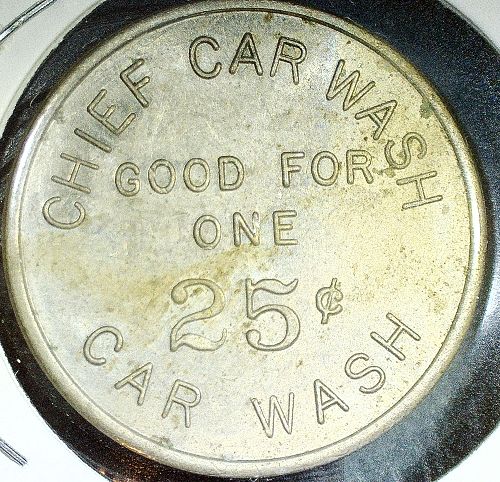 CHIEF CAR WASH
GOOD FOR
ONE
25¢
CAR WASH